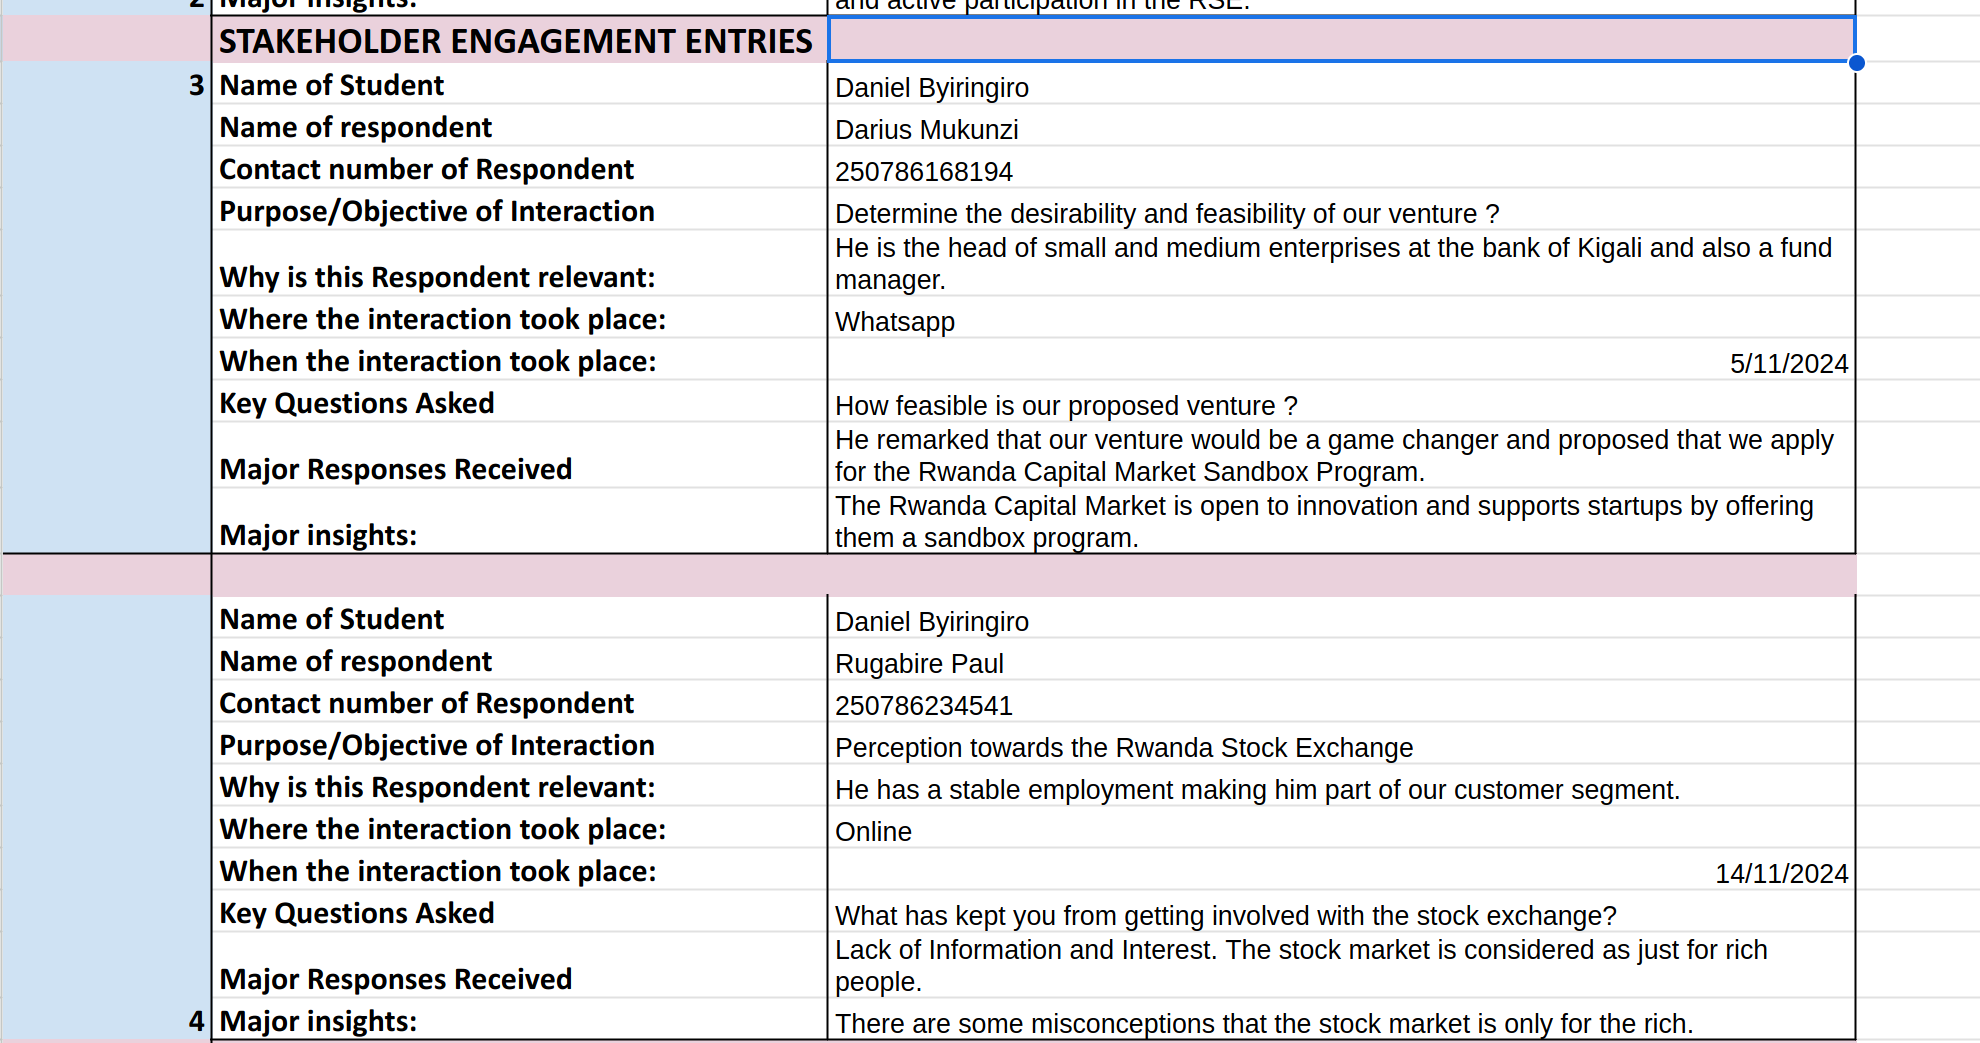 2 Major insights: and active participation in the RSE.
STAKEHOLDER ENGAGEMENT ENTRIES
3 Name of Student Daniel Byiringiro
Name of respondent Darius Mukunzi
Contact number of Respondent 250786168194
Purpose/Objective of Interaction Determine the desirability and feasibility of our venture ?
He is the head of small and medium enterprises at the bank of Kigali and also a fund
Why is this Respondent relevant: manager.
Where the interaction took place: Whatsapp
When the interaction took place: 5/11/2024
Key Questions Asked How feasible is our proposed venture ?
He remarked that our venture would be a game changer and proposed that we apply
Major Responses Received for the Rwanda Capital Market Sandbox Program.
The Rwanda Capital Market is open to innovation and supports startups by offering
Major insights: them a sandbox program.
Name of Student Daniel Byiringiro
Name of respondent Rugabire Paul
Contact number of Respondent 250786234541
Purpose/Objective of Interaction Perception towards the Rwanda Stock Exchange
Why is this Respondent relevant: He has a stable employment making him part of our customer segment.
Where the interaction took place: Online
When the interaction took place: 14/11/2024
Key Questions Asked What has kept you from getting involved with the stock exchange?
Lack of Information and Interest. The stock market is considered as just for rich
Major Responses Received people.
4 Major insights: There are some misconceptions that the stock market is only for the rich.